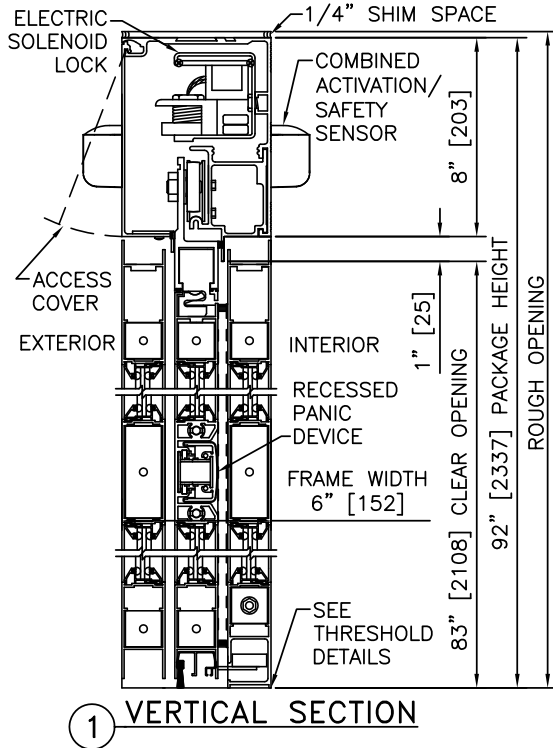 ELECTRIC
SOLENOID
LOCK
1/4” SHIM SPACE
COMBINED
ACTIVATION/
SAFETY
SENSOR
8” [203]
ACCESS
COVER
EXTERIOR
INTERIOR
1” [25]
RECESSED
PANIC
DEVICE
FRAME WIDTH
6” [152]
83” [2108] CLEAR OPENING
92” [2337] PACKAGE HEIGHT
ROUGH OPENING
SEE
THRESHOLD
DETAILS
1 VERTICAL SECTION